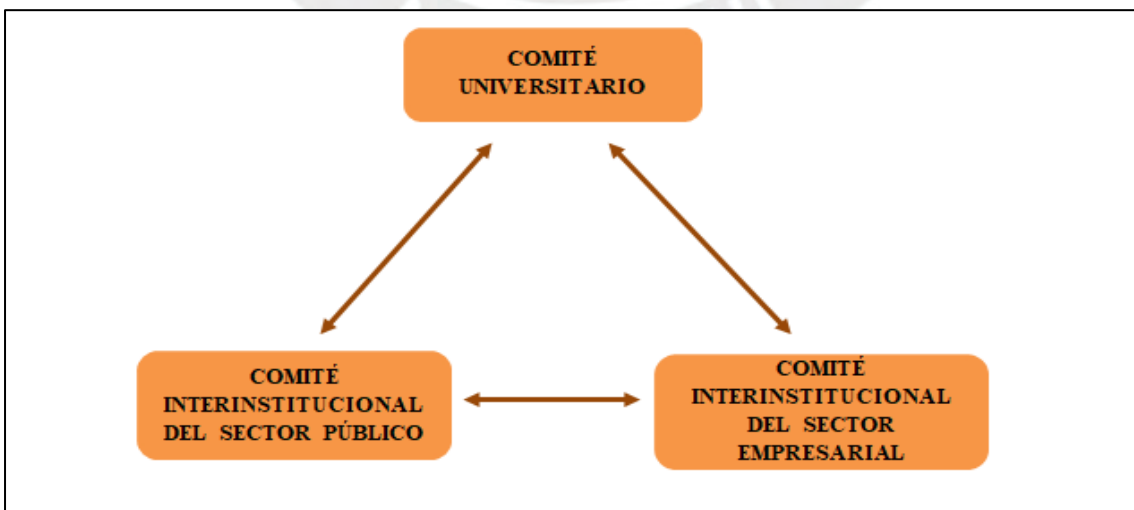 COMITÉ
UNIVERSITARIO
COMITÉ
INTERINSTITUCIONAL
DEL SECTOR PÚBLICO
COMITÉ
INTERINSTITUCIONAL
DEL SECTOR
EMPRESARIAL